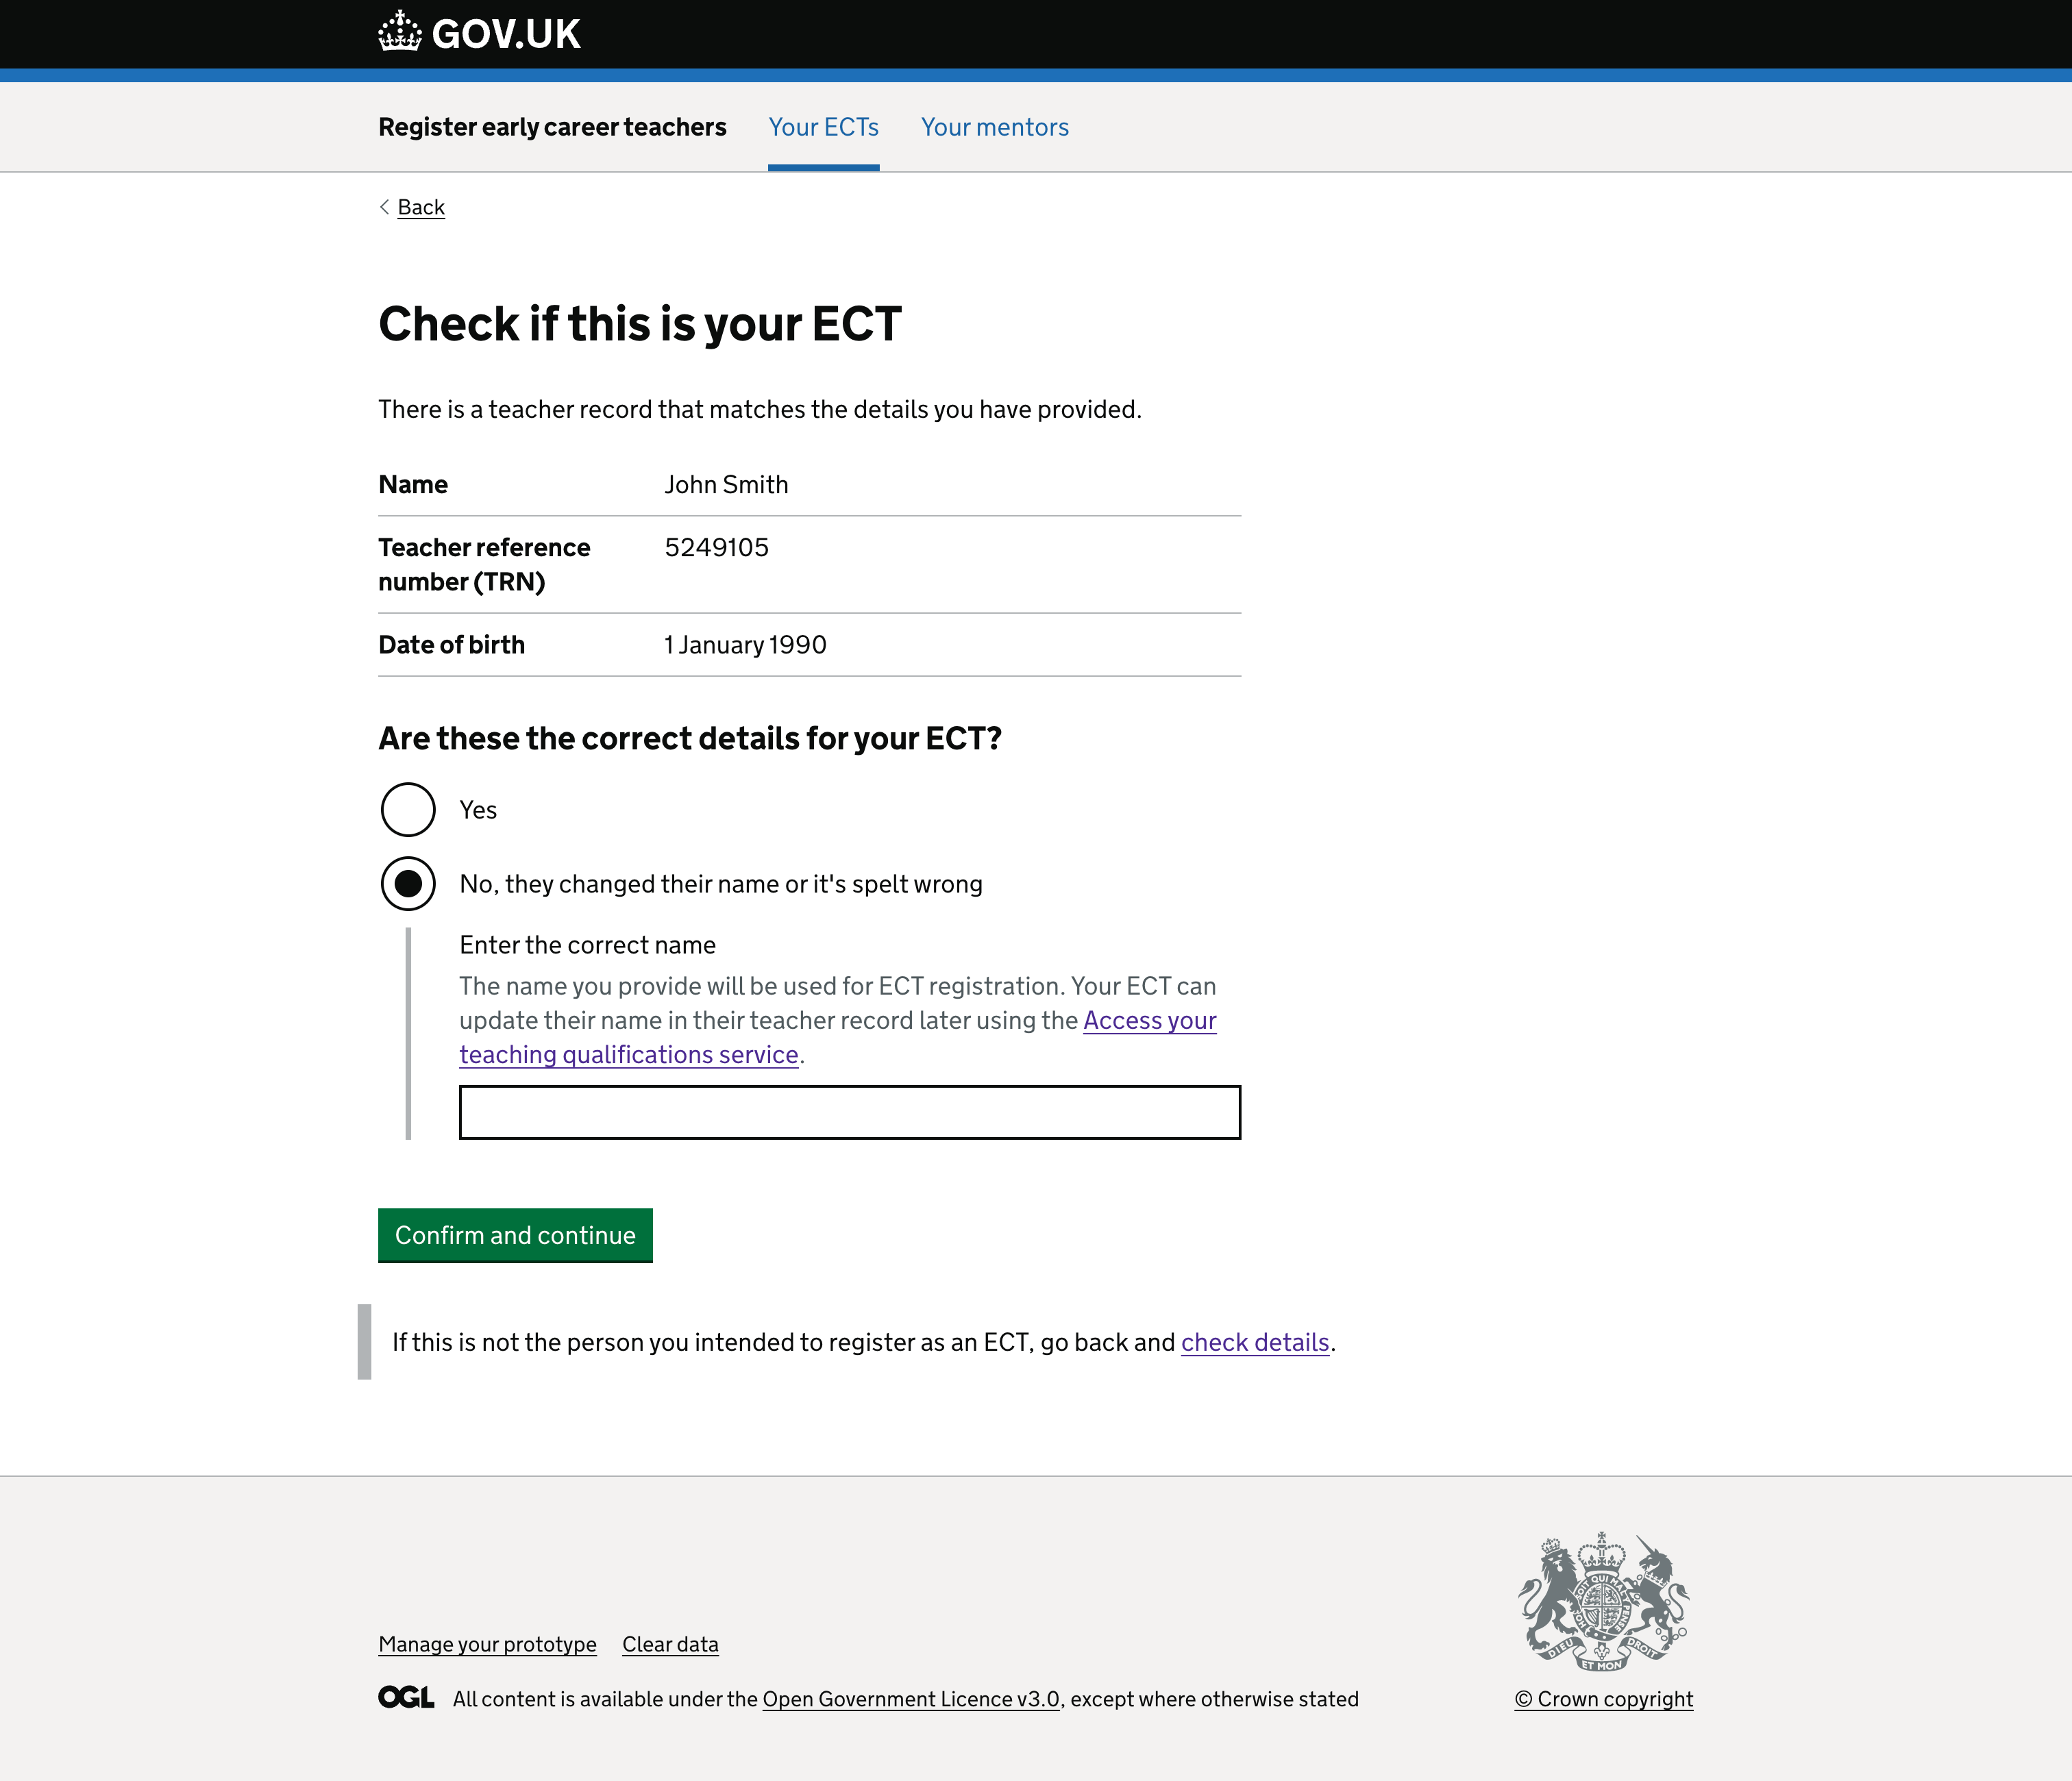 GOV.UK
Register early career teachers Your ECTs Your mentors
Back
Check if this is your ECT
There is a teacher record that matches the details you have provided.
Name John Smith
Teacher reference 5249105
number (TRN)
Date of birth 1 January 1990
Are these the correct details for your ECT?
Yes
No, they changed their name or it's spelt wrong
Enter the correct name
The name you provide will be used for ECT registration. Your ECT can
update their name in their teacher record later using the Access your
teaching qualifications service.
Confirm and continue
If this is not the person you intended to register as an ECT, go back and check details.
Manage your prototype Clear data
OGL All content is available under the Open Government Licence v3.0, except where otherwise stated
DIEU ET MON DROIT
© Crown copyright